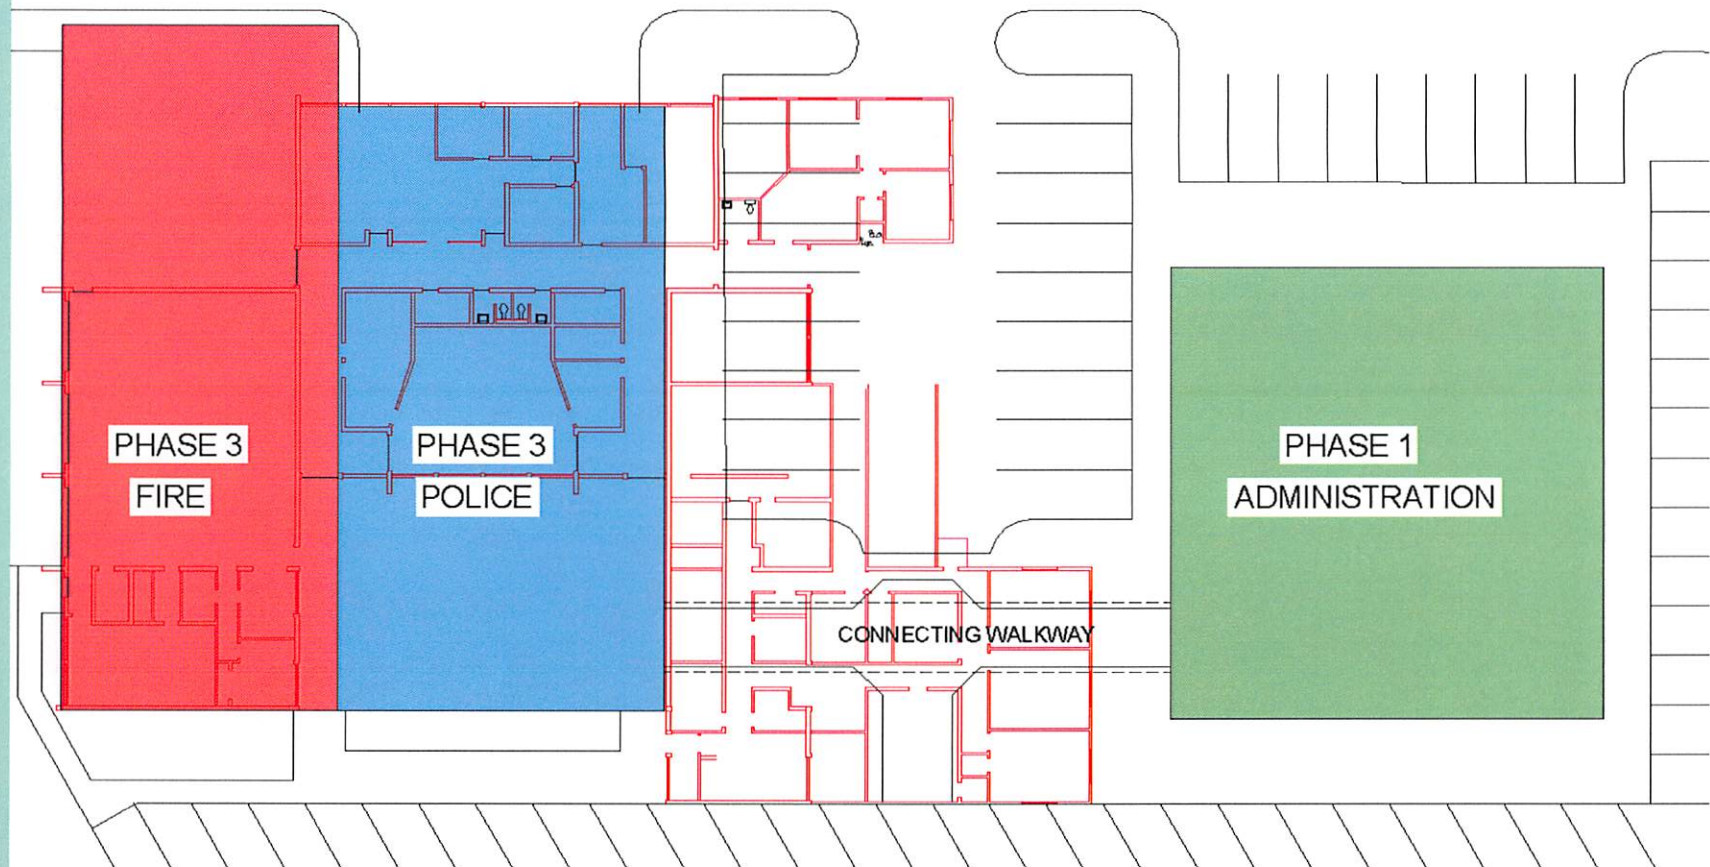 PHASE 3
FIRE
PHASE 3
POLICE
PHASE 1
ADMINISTRATION
CONNECTING WALKWAY